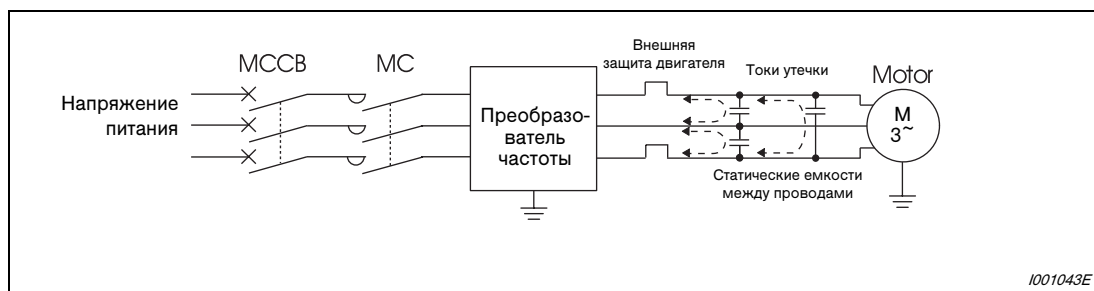 MCCB
MC
Внешняя
защита двигателя
Токи утечки
Motor
Напряжение
питания
Преобразо-
ватель
частоты
M
3~
Статические емкости
между проводами
I001043E